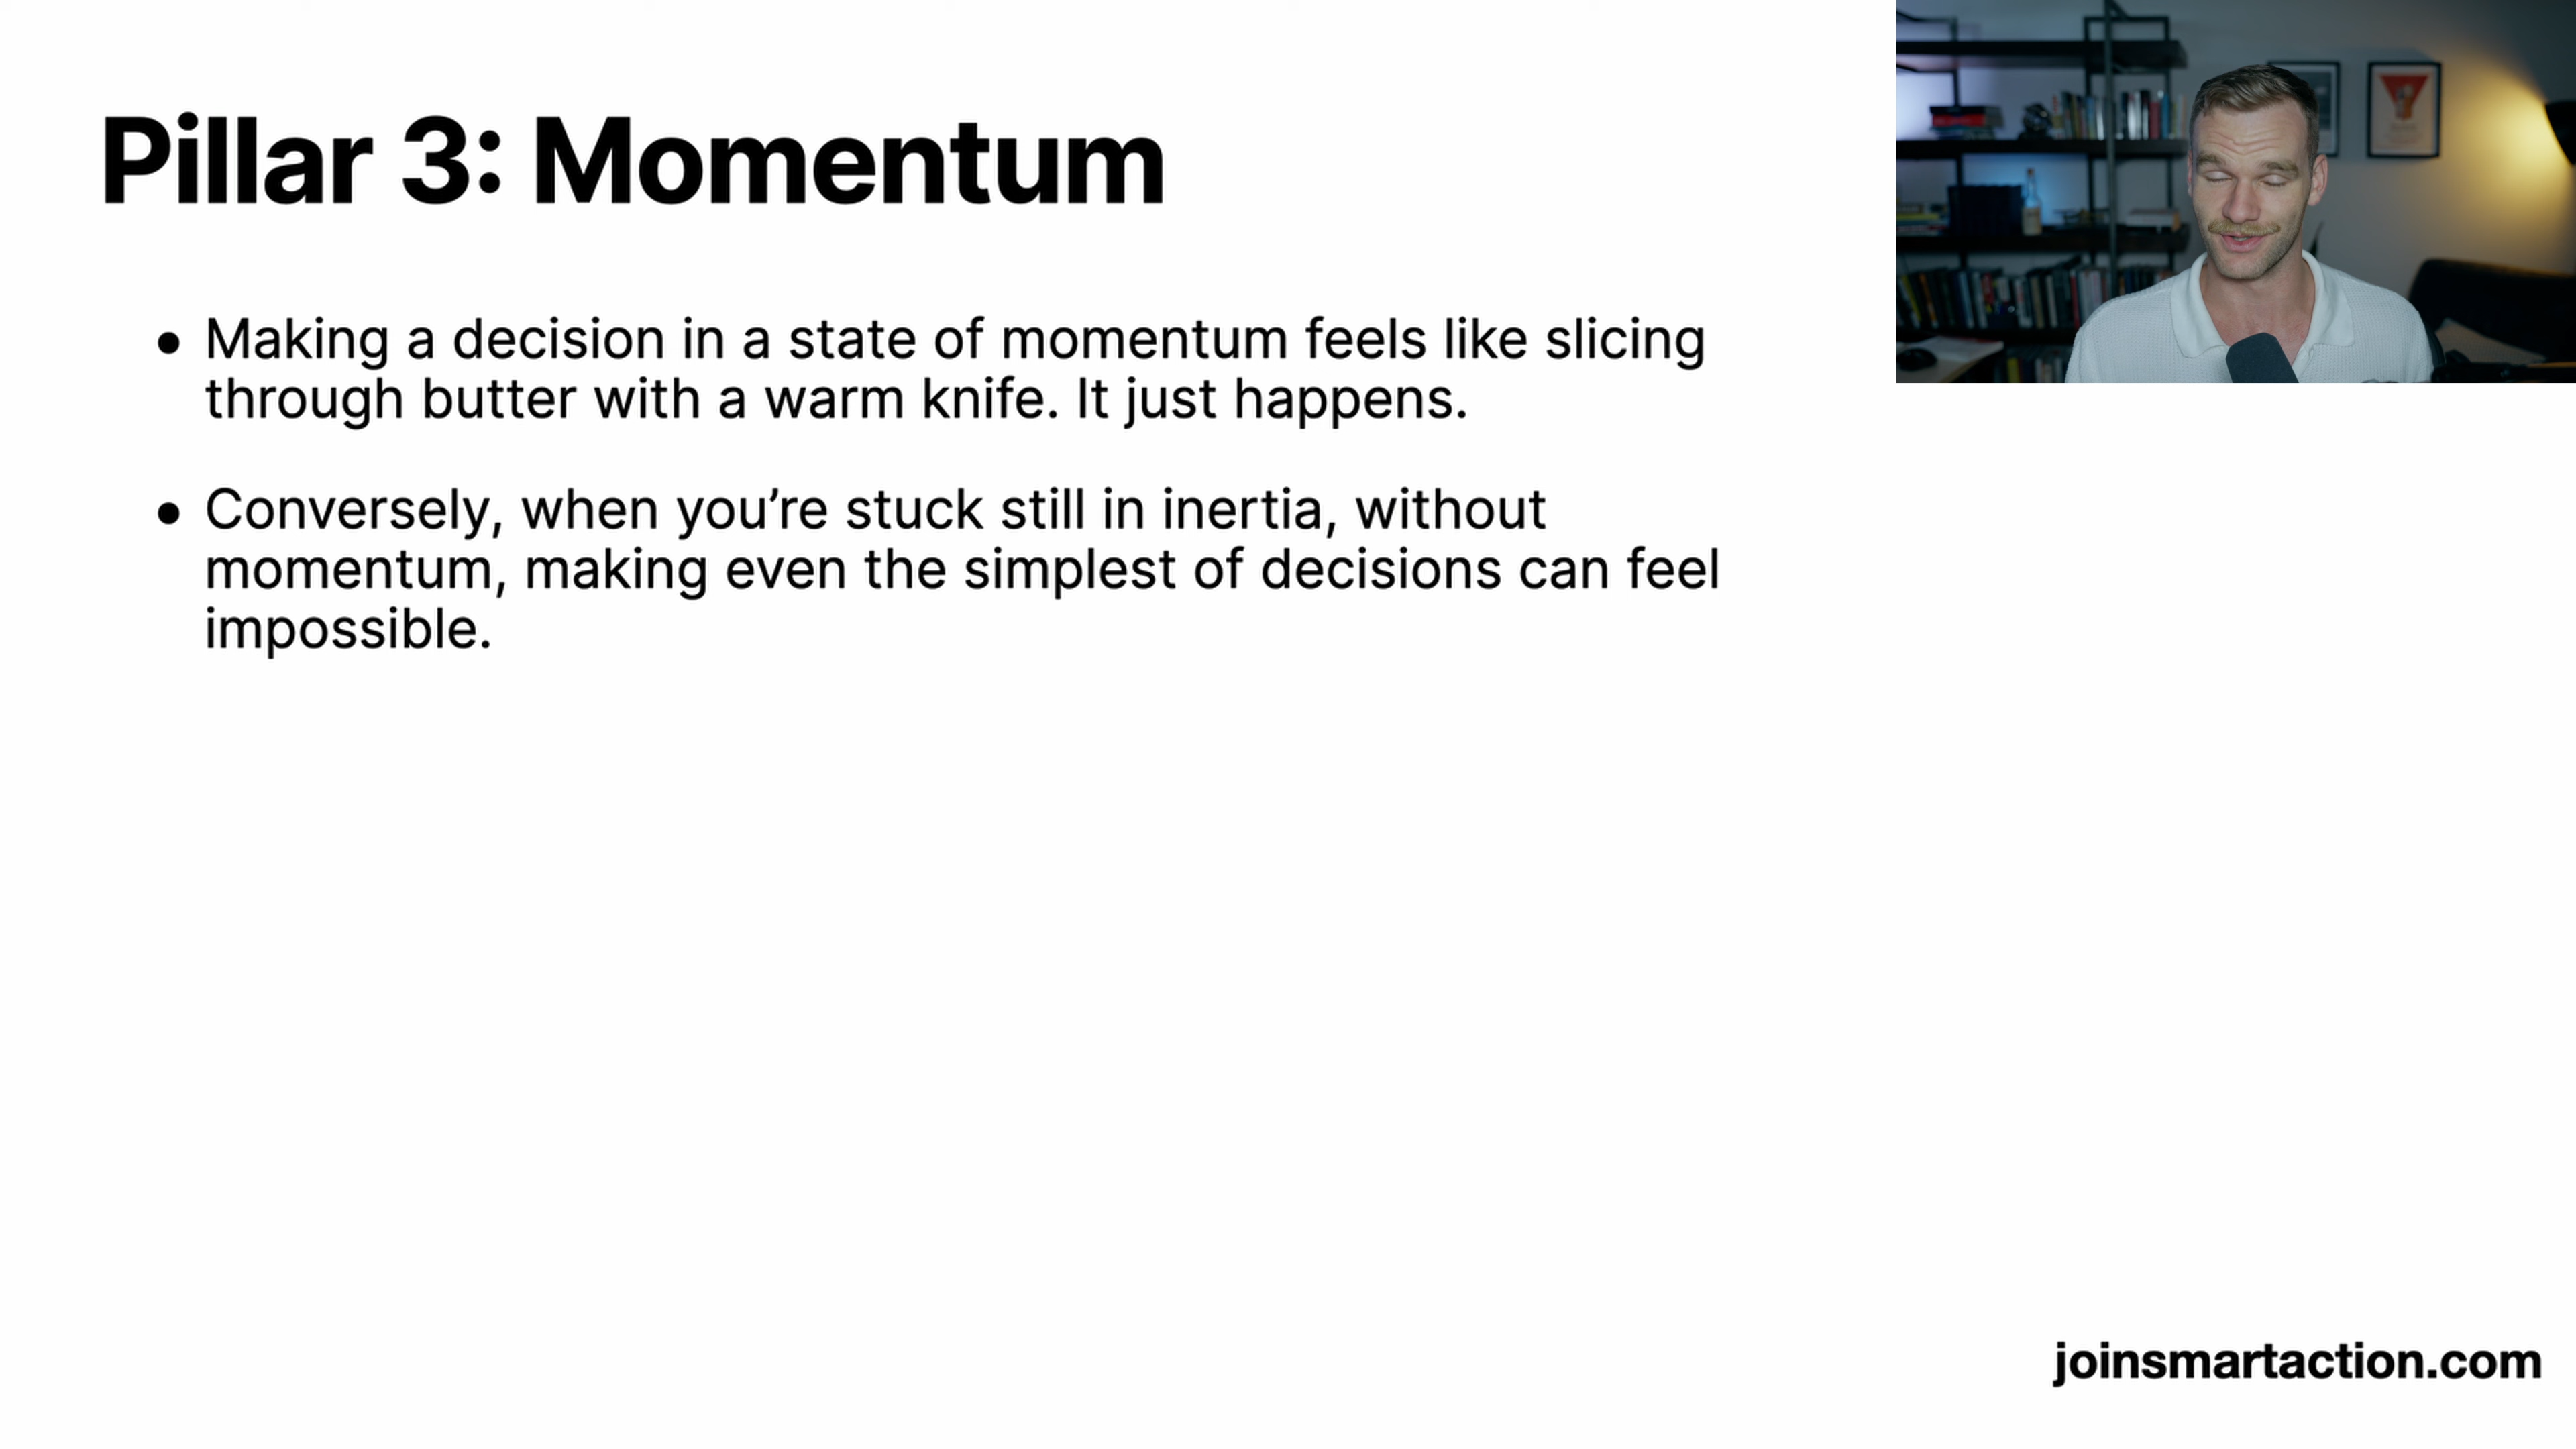 Pillar 3: Momentum
• Making a decision in a state of momentum feels like slicing
through butter with a warm knife. It just happens.
• Conversely, when you’re stuck still in inertia, without
momentum, making even the simplest of decisions can feel
impossible.
joinsmartaction.com